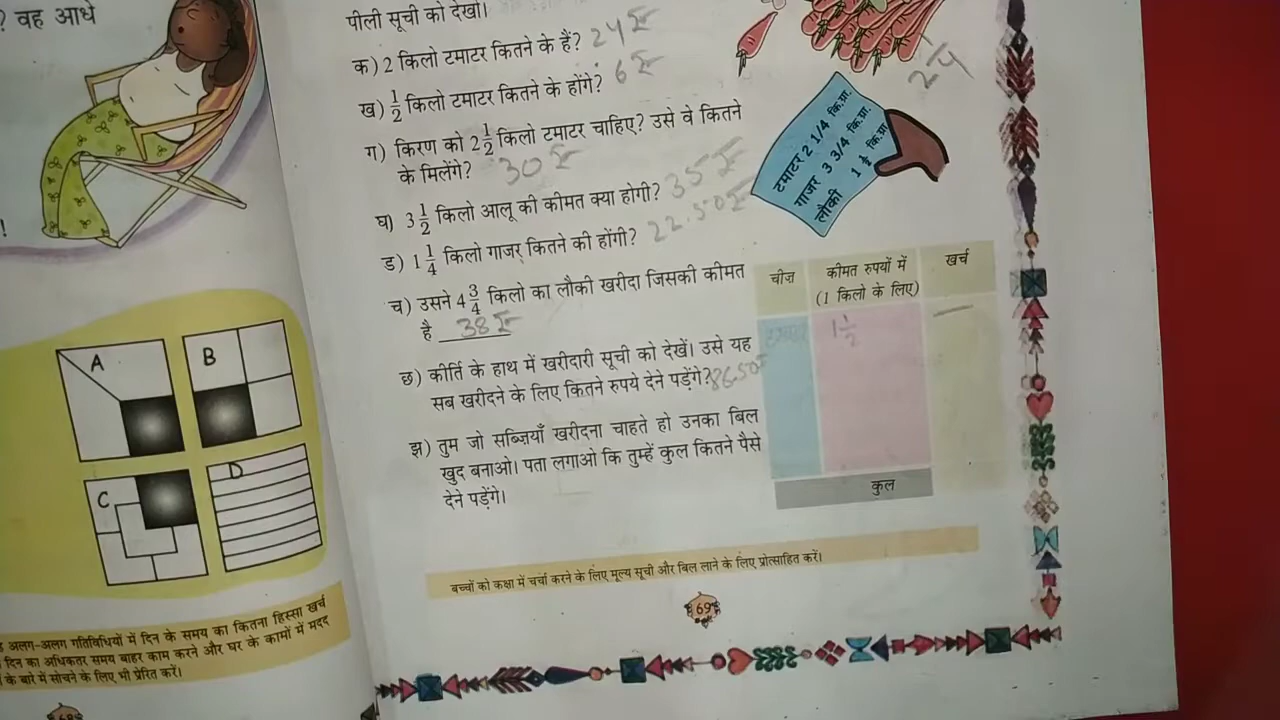 ? वह आधे
!
A
B
C
D
अलग-अलग गतिविधियों में दिन के समय का कितना हिस्सा खर्च
दिन का अधिकतर समय बाहर काम करने और घर के कामों में मदद
के बारे में सोचने के लिए भी प्रेरित करें।
68
पीली सूची को देखो।
क) 2 किलो टमाटर कितने के हैं? 24
ख) 1/2 किलो टमाटर कितने के होंगे? 6
ग) किरण को 2 1/2 किलो टमाटर चाहिए? उसे वे कितने
के मिलेंगे? 30
घ) 3 1/2 किलो आलू की कीमत क्या होगी? 35
ड) 1 1/4 किलो गाजर कितने की होंगी? 22.50
च) उसने 4 3/4 किलो का लौकी खरीदा जिसकी कीमत
है 38
छ) कीर्ति के हाथ में खरीदारी सूची को देखें। उसे यह
सब खरीदने के लिए कितने रुपये देने पड़ेंगे?
झ) तुम जो सब्ज़ियाँ खरीदना चाहते हो उनका बिल
खुद बनाओ। पता लगाओ कि तुम्हें कुल कितने पैसे
देने पड़ेंगे।
टमाटर 2 1/4 कि.ग्रा.
गाजर 3 3/4 कि.ग्रा.
लौकी 1 कि.ग्रा
चीज़ कीमत रुपयों में खर्च
(1 किलो के लिए)
टमाटर 1 1/2
कुल
बच्चों को कक्षा में चर्चा करने के लिए मूल्य सूची और बिल लाने के लिए प्रोत्साहित करें।
69